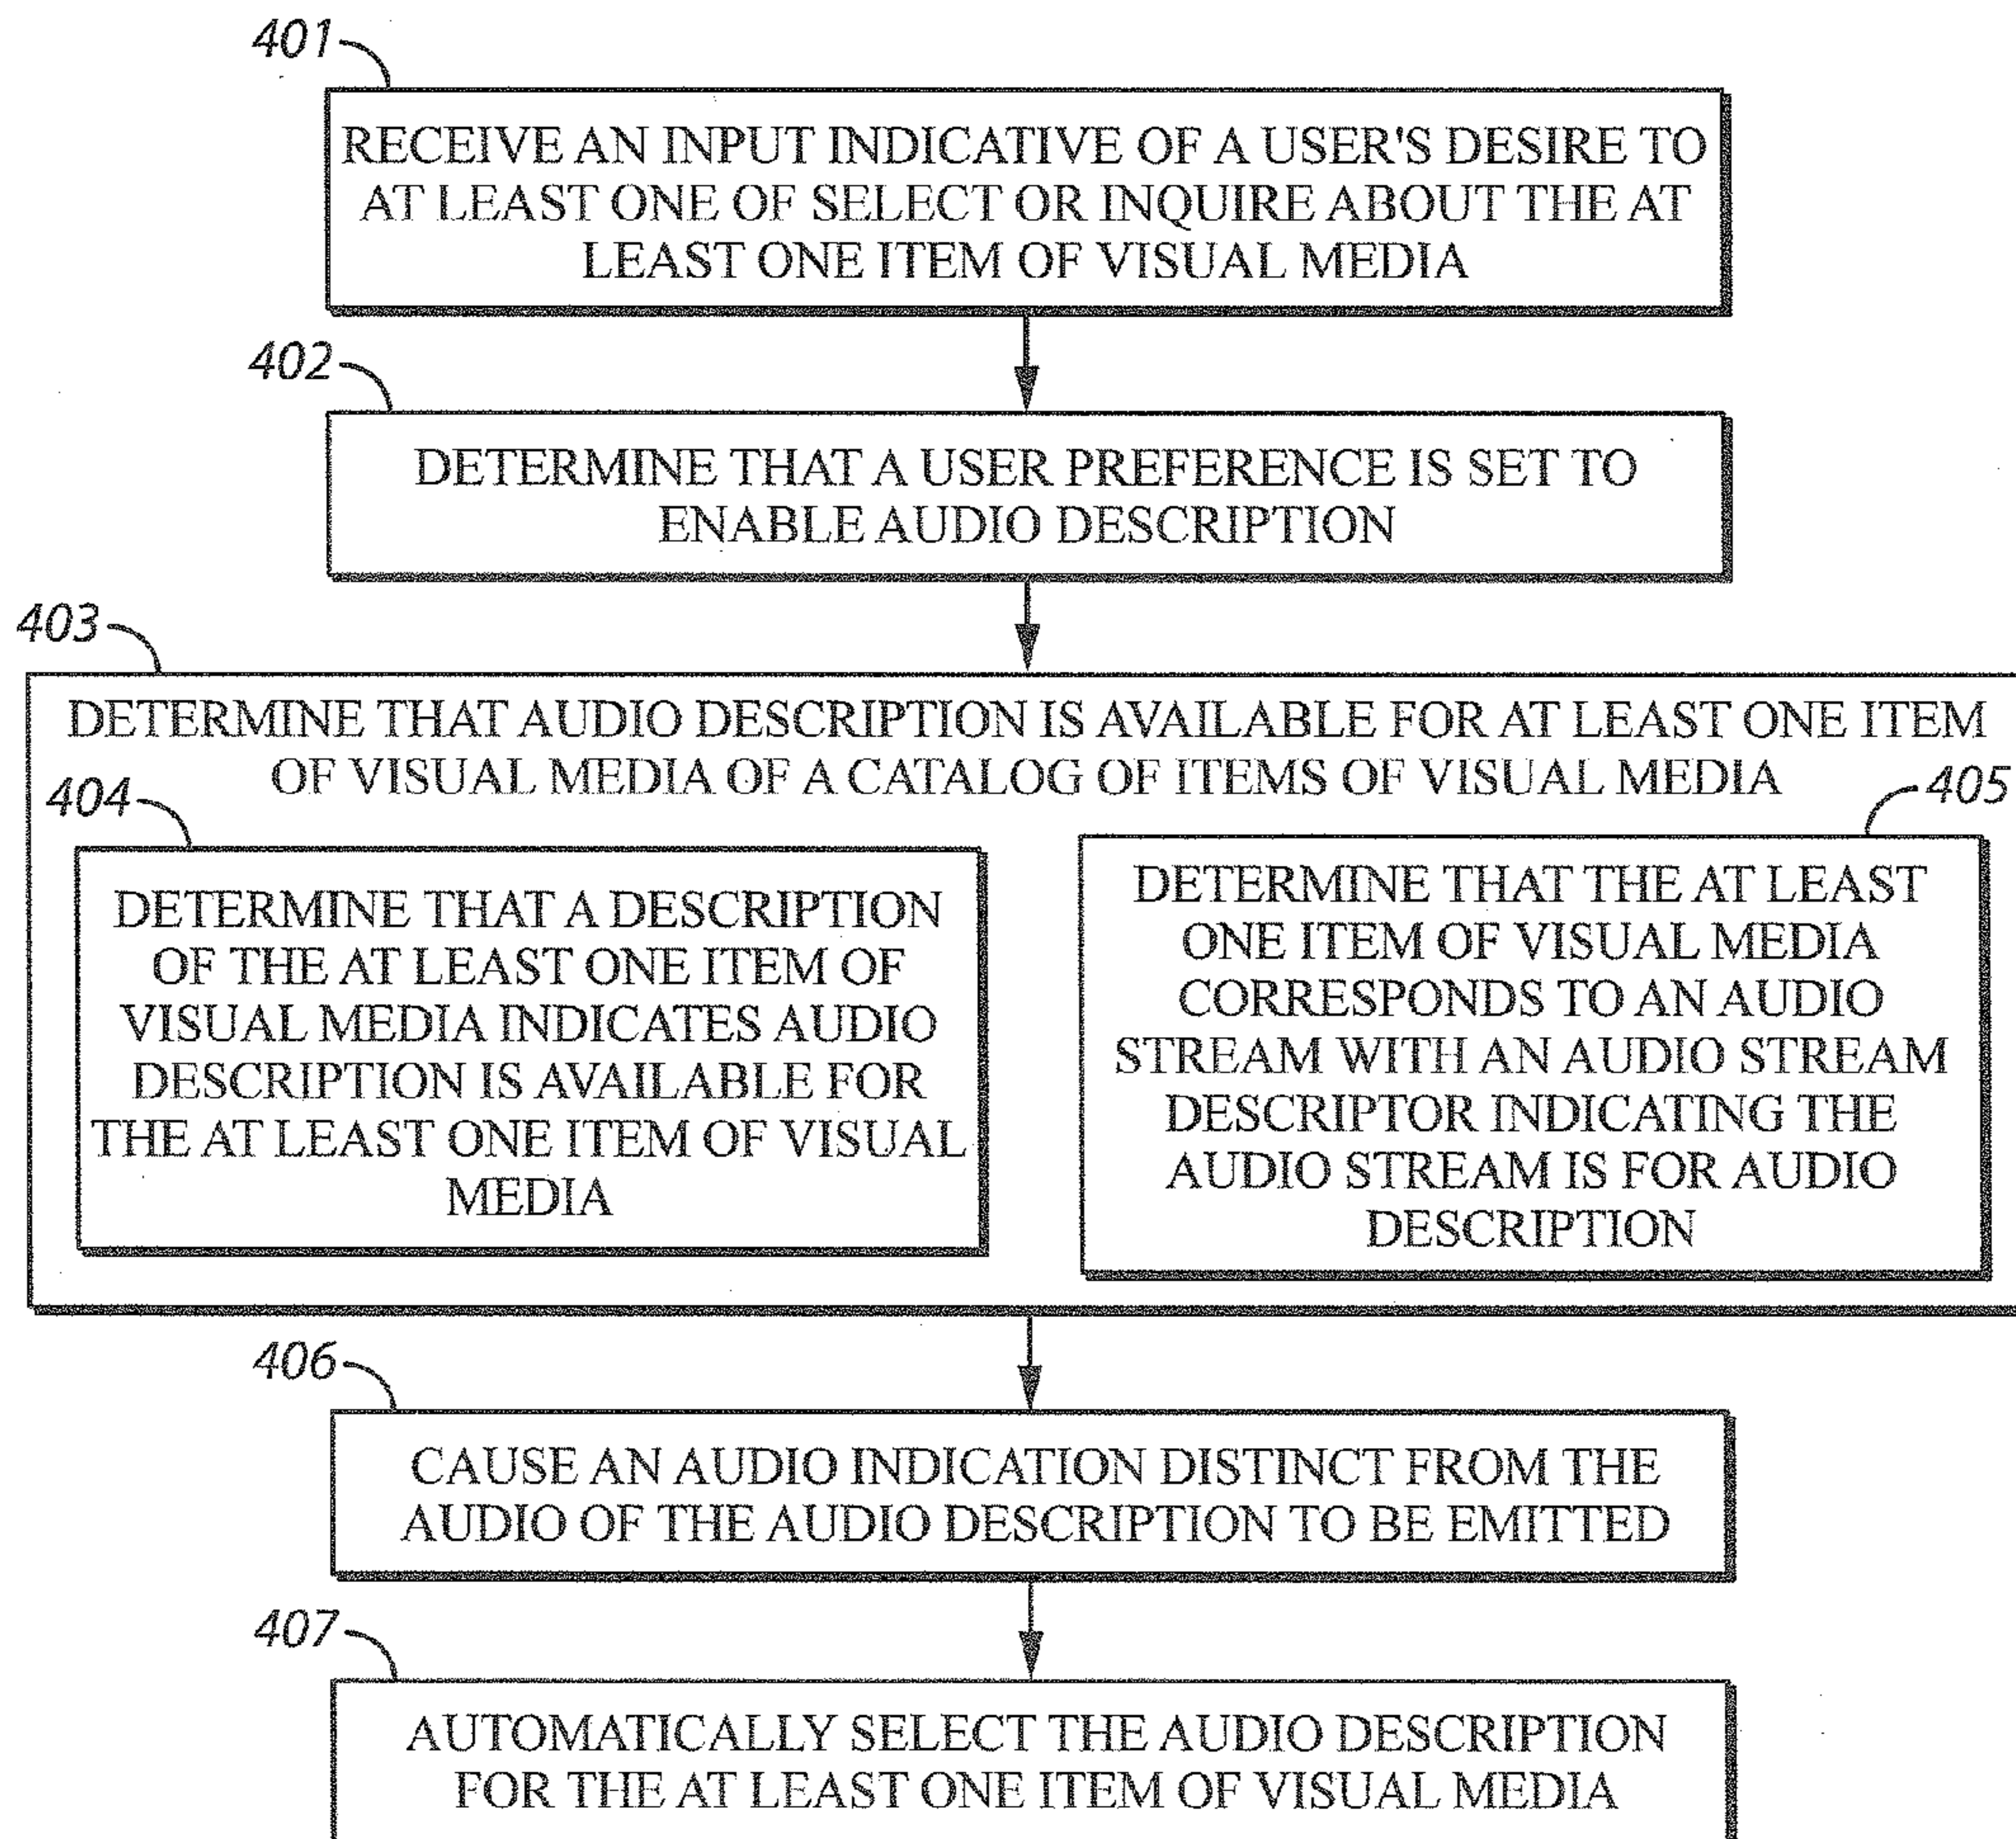 401
RECEIVE AN INPUT INDICATIVE OF A USER'S DESIRE TO
AT LEAST ONE OF SELECT OR INQUIRE ABOUT THE AT
LEAST ONE ITEM OF VISUAL MEDIA
402
DETERMINE THAT A USER PREFERENCE IS SET TO
ENABLE AUDIO DESCRIPTION
403
DETERMINE THAT AUDIO DESCRIPTION IS AVAILABLE FOR AT LEAST ONE ITEM
OF VISUAL MEDIA OF A CATALOG OF ITEMS OF VISUAL MEDIA
404
DETERMINE THAT A DESCRIPTION
OF THE AT LEAST ONE ITEM OF
VISUAL MEDIA INDICATES AUDIO
DESCRIPTION IS AVAILABLE FOR
THE AT LEAST ONE ITEM OF VISUAL
MEDIA
405
DETERMINE THAT THE AT LEAST
ONE ITEM OF VISUAL MEDIA
CORRESPONDS TO AN AUDIO
STREAM WITH AN AUDIO STREAM
DESCRIPTOR INDICATING THE
AUDIO STREAM IS FOR AUDIO
DESCRIPTION
406
CAUSE AN AUDIO INDICATION DISTINCT FROM THE
AUDIO OF THE AUDIO DESCRIPTION TO BE EMITTED
407
AUTOMATICALLY SELECT THE AUDIO DESCRIPTION
FOR THE AT LEAST ONE ITEM OF VISUAL MEDIA